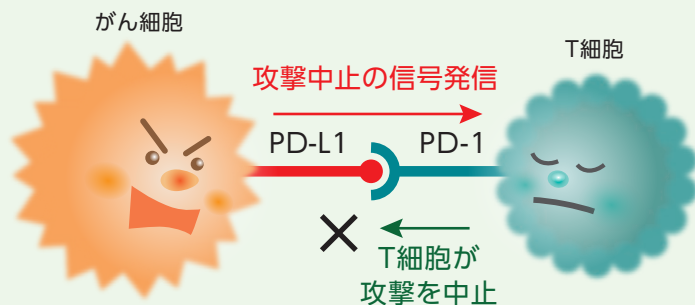 がん細胞
T細胞
攻撃中止の信号発信
PD-L1
PD-1
T細胞が
攻撃を中止